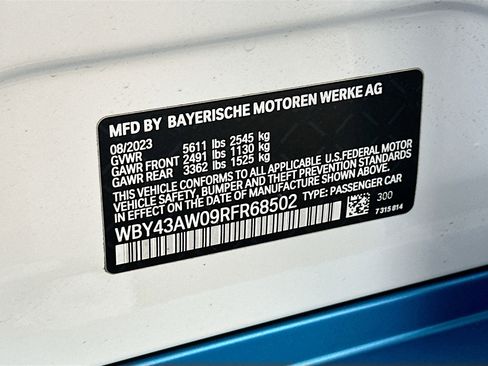 MFD BY BAYERISCHE MOTOREN WERKE AG
08/2023
GVWR 5611 lbs 2545 kg
GAWR FRONT 2491 lbs 1130 kg
GAWR REAR 3362 lbs 1525 kg
THIS VEHICLE CONFORMS TO ALL APPLICABLE U.S.FEDERAL MOTOR
VEHICLE SAFETY, BUMPER AND THEFT PREVENTION STANDARDS IN
EFFECT ON THE DATE OF MANUFACTURE SHOWN ABOVE.
WBY43AW09RFR68502 TYPE: PASSENGER CAR
300
7 315 814